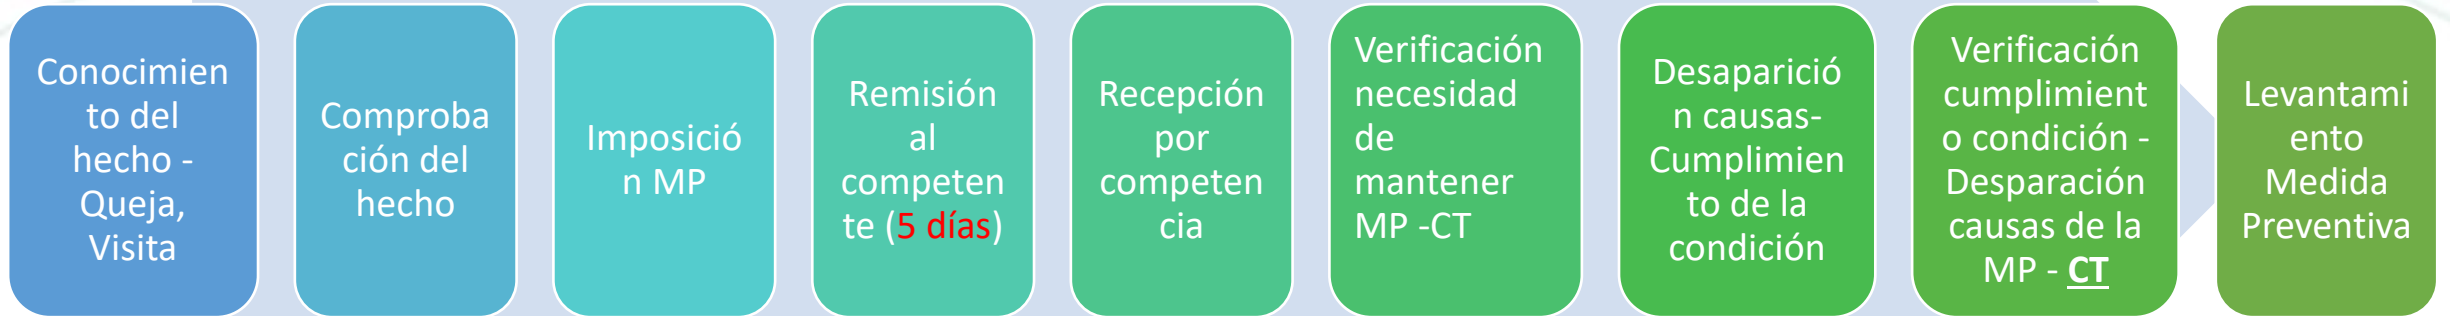 Conocimien
to del
hecho -
Queja,
Visita
Comproba
ción del
hecho
Imposició
n MP
Remisión
al
competen
te (5 días)
Recepción
por
competen
cia
Verificación
necesidad
de
mantener
MP -CT
Desaparició
n causas-
Cumplimien
to de la
condición
Verificación
cumplimient
o condición -
Desparación
causas de la
MP - CT
Levantami
ento
Medida
Preventiva